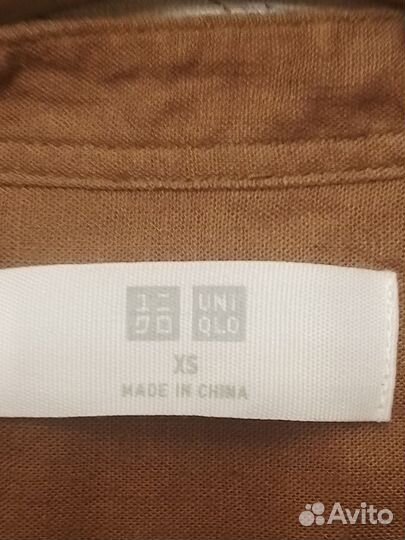 ユニ UNI
クロ QLO
XS
MADE IN CHINA
Avito